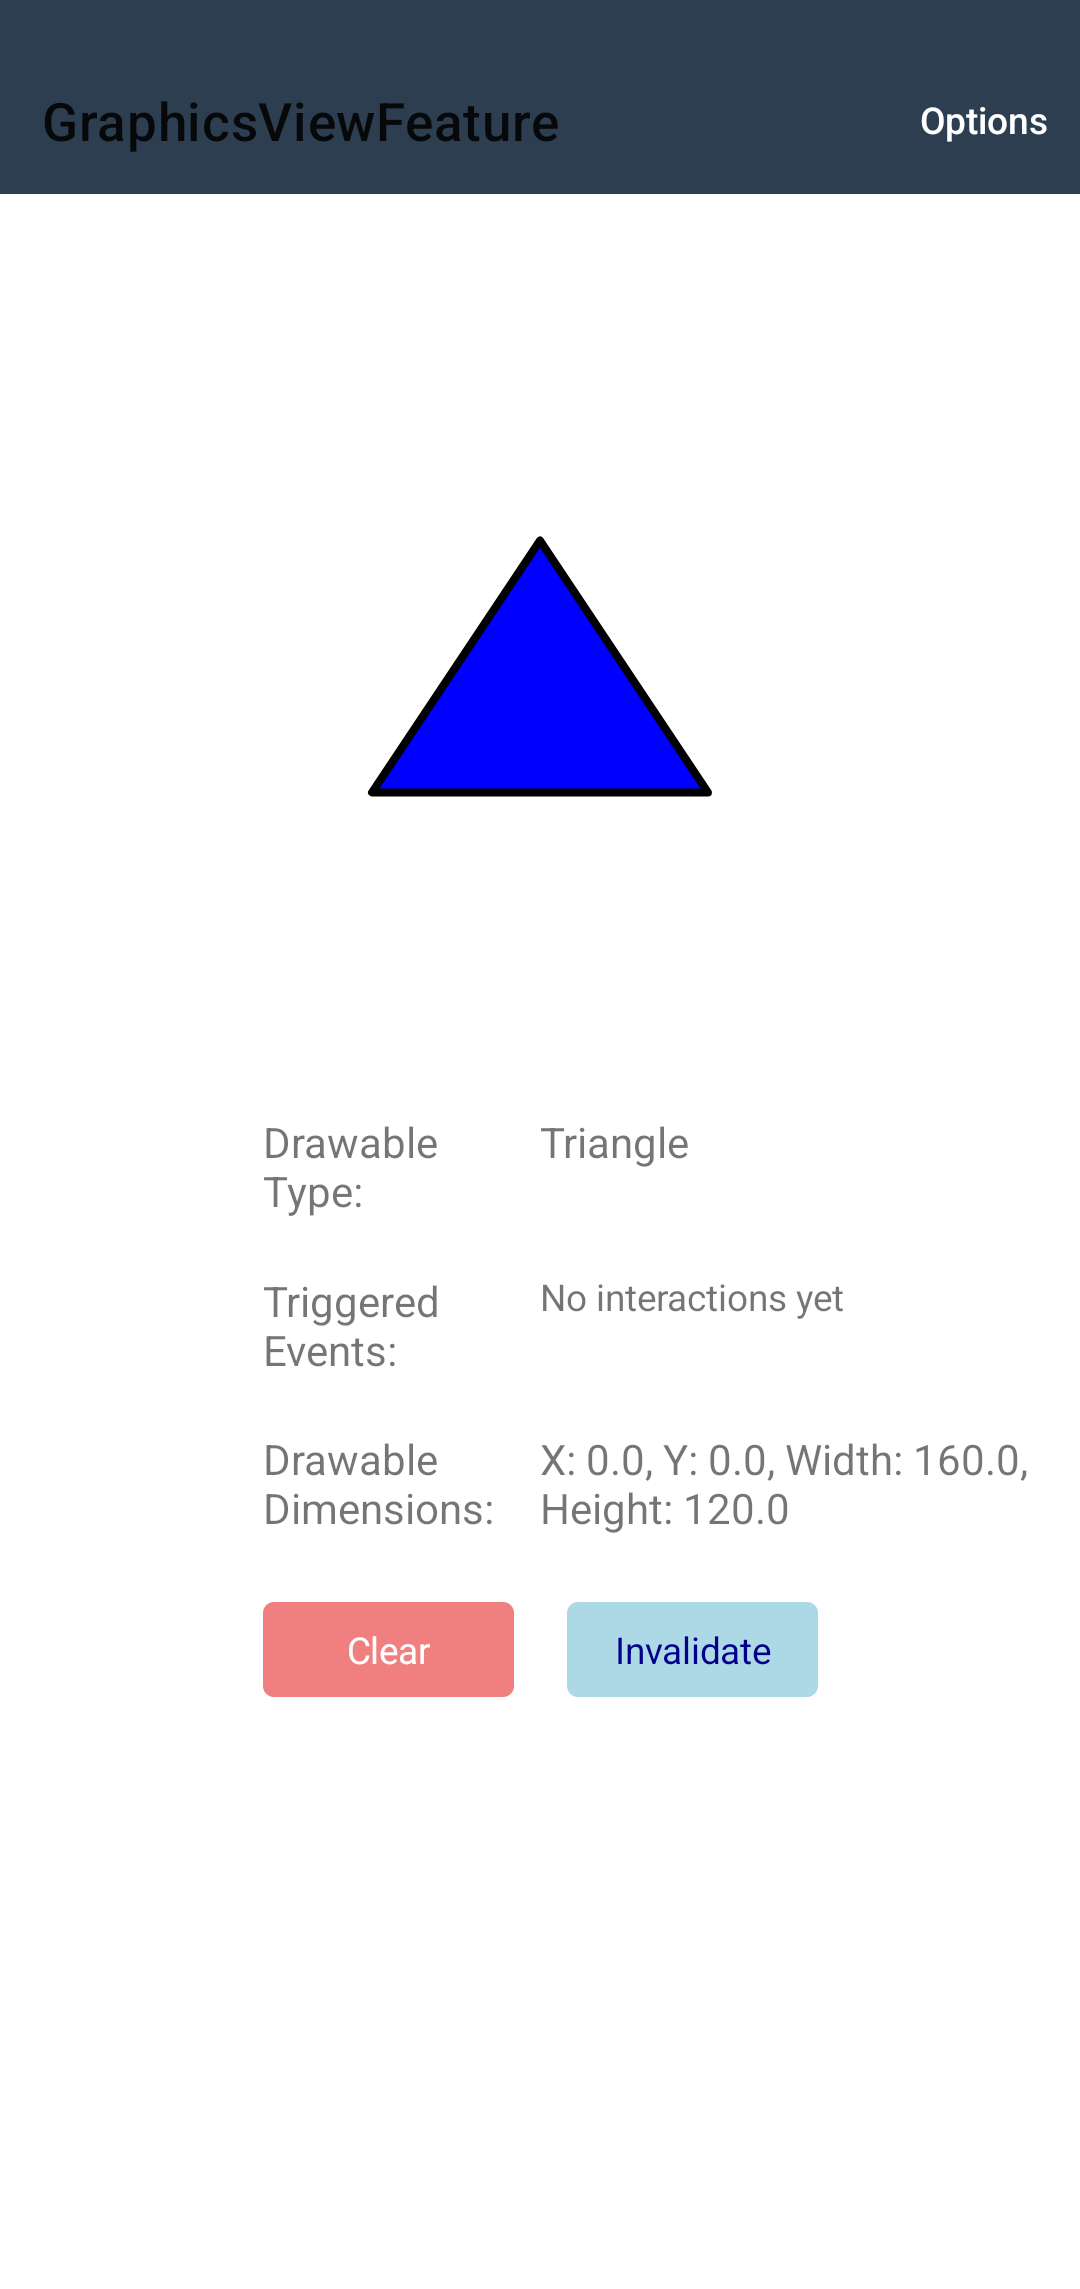 GraphicsViewFeature
Options
Drawable
Type:
Triangle
Triggered
Events:
No interactions yet
Drawable
Dimensions:
X: 0.0, Y: 0.0, Width: 160.0,
Height: 120.0
Clear
Invalidate